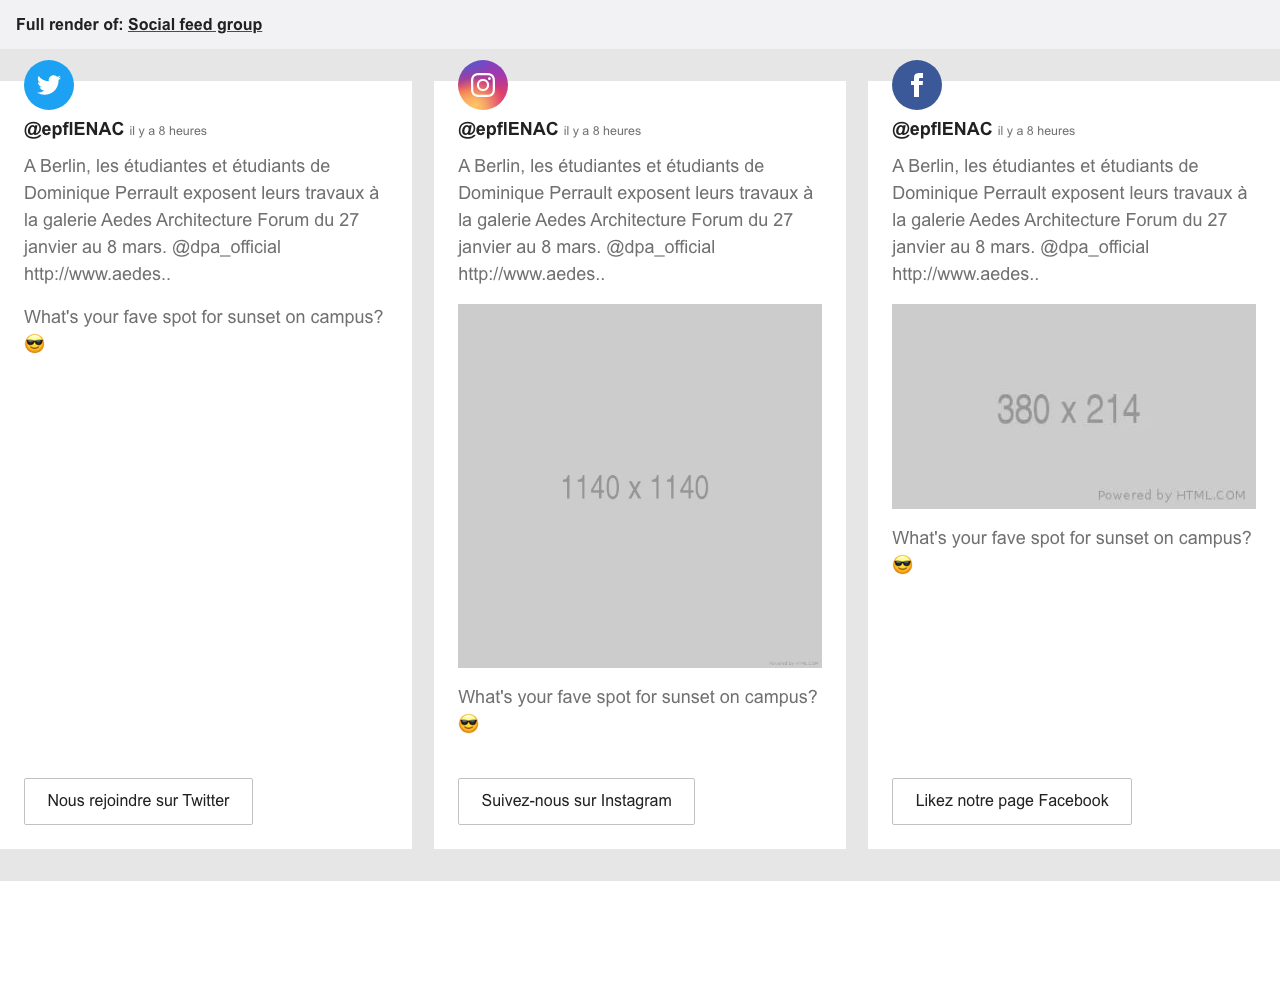 Full render of: Social feed group
@epflENAC il y a 8 heures
A Berlin, les étudiantes et étudiants de
Dominique Perrault exposent leurs travaux à
la galerie Aedes Architecture Forum du 27
janvier au 8 mars. @dpa_official
http://www.aedes..
What's your fave spot for sunset on campus?
😎
Nous rejoindre sur Twitter
@epflENAC il y a 8 heures
A Berlin, les étudiantes et étudiants de
Dominique Perrault exposent leurs travaux à
la galerie Aedes Architecture Forum du 27
janvier au 8 mars. @dpa_official
http://www.aedes..
1140 x 1140
Powered by HTML.COM
What's your fave spot for sunset on campus?
😎
Suivez-nous sur Instagram
@epflENAC il y a 8 heures
A Berlin, les étudiantes et étudiants de
Dominique Perrault exposent leurs travaux à
la galerie Aedes Architecture Forum du 27
janvier au 8 mars. @dpa_official
http://www.aedes..
380 x 214
Powered by HTML.COM
What's your fave spot for sunset on campus?
😎
Likez notre page Facebook